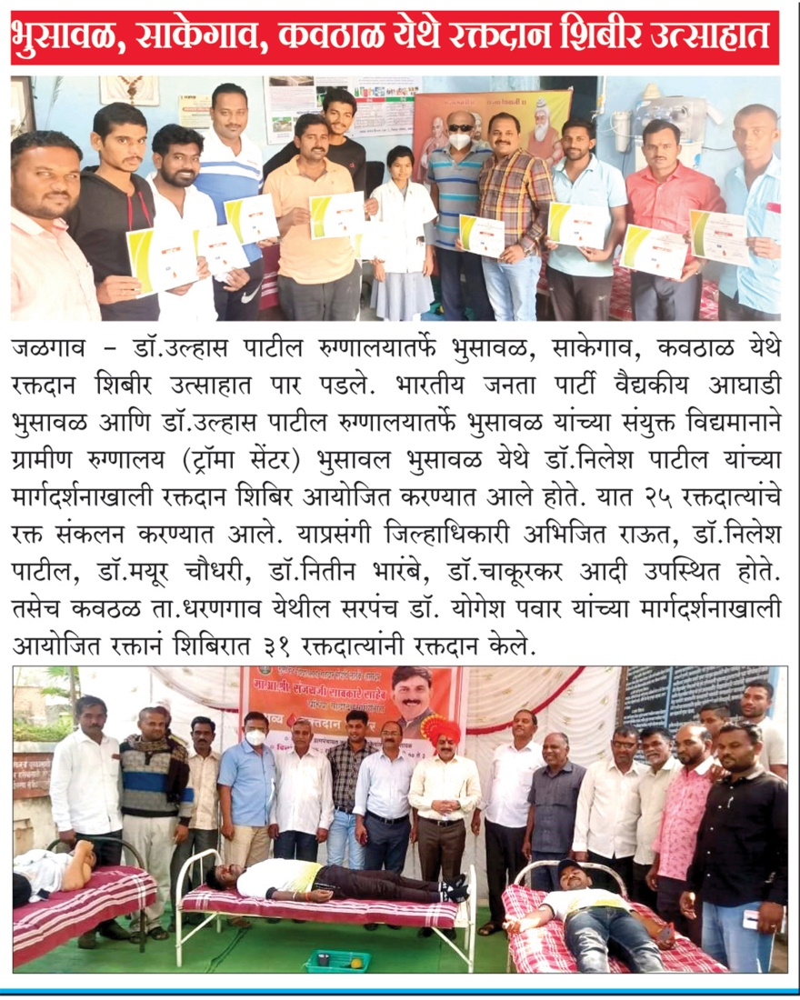 भुसावळ, साकेगाव, कवठाळ येथे रक्तदान शिबीर उत्साहात
जळगाव - डॉ.उल्हास पाटील रुग्णालयातर्फे भुसावळ, साकेगाव, कवठाळ येथे
रक्तदान शिबीर उत्साहात पार पडले. भारतीय जनता पार्टी वैद्यकीय आघाडी
भुसावळ आणि डॉ.उल्हास पाटील रुग्णालयातर्फे भुसावळ यांच्या संयुक्त विद्यमानाने
ग्रामीण रुग्णालय (ट्रॉमा सेंटर) भुसावल भुसावळ येथे डॉ.निलेश पाटील यांच्या
मार्गदर्शनाखाली रक्तदान शिबिर आयोजित करण्यात आले होते. यात २५ रक्तदात्यांचे
रक्त संकलन करण्यात आले. याप्रसंगी जिल्हाधिकारी अभिजित राऊत, डॉ.निलेश
पाटील, डॉ.मयूर चौधरी, डॉ.नितीन भारंबे, डॉ.चाकूरकर आदी उपस्थित होते.
तसेच कवठळ ता.धरणगाव येथील सरपंच डॉ. योगेश पवार यांच्या मार्गदर्शनाखाली
आयोजित रक्तानं शिबिरात ३१ रक्तदात्यांनी रक्तदान केले.
मा.आ.श्री. संजयजी सावकारे साहेब